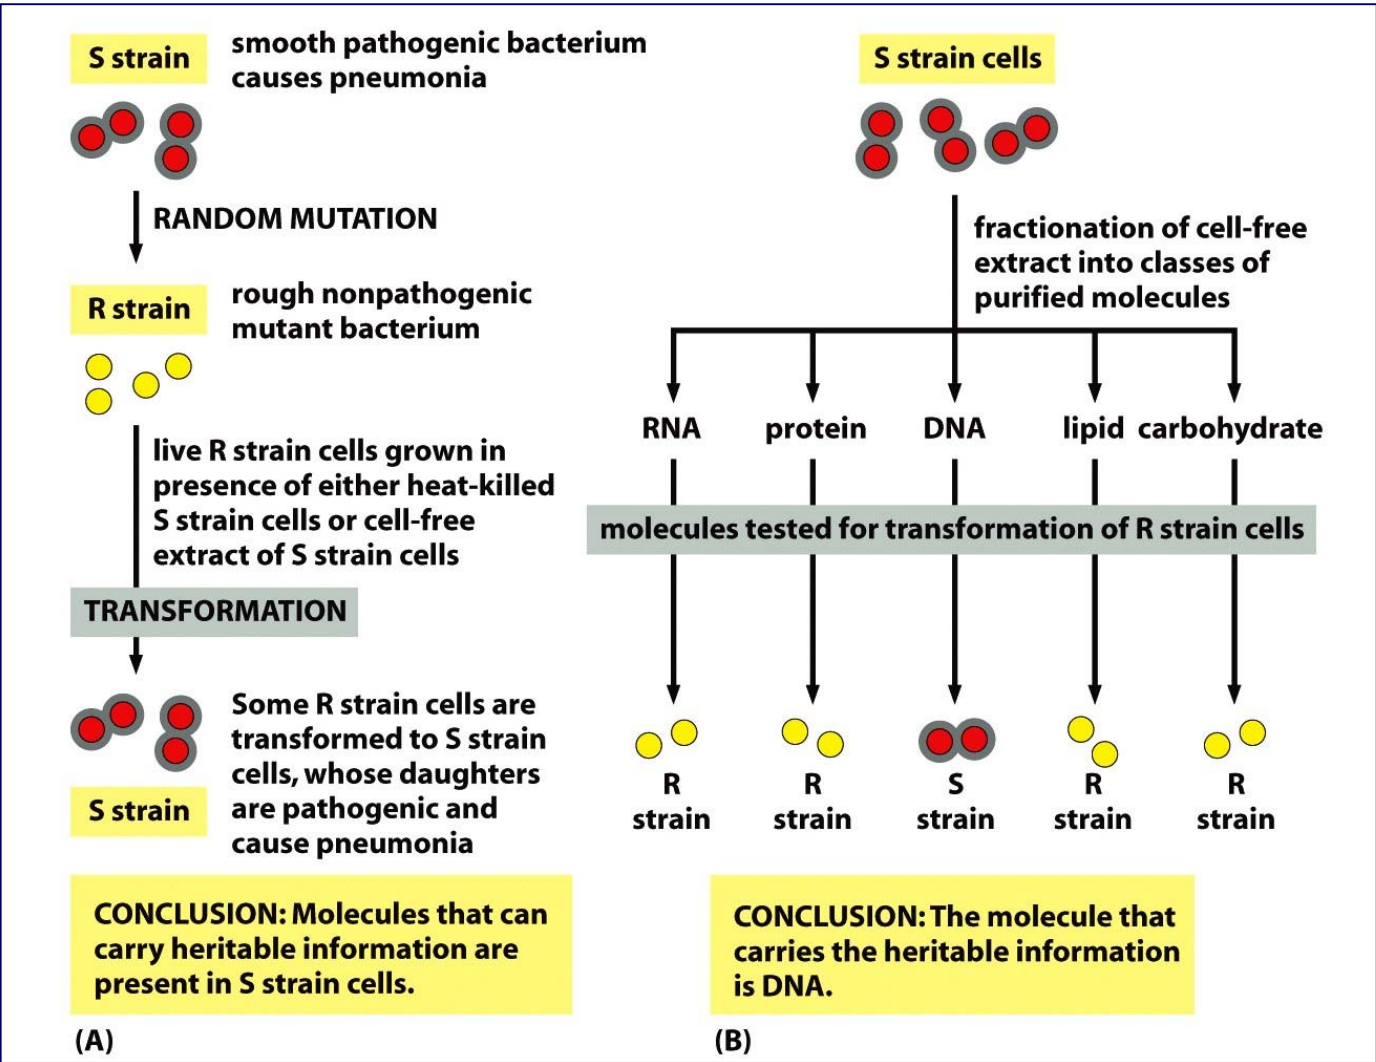 S strain
smooth pathogenic bacterium
causes pneumonia
RANDOM MUTATION
R strain
rough nonpathogenic
mutant bacterium
live R strain cells grown in
presence of either heat-killed
S strain cells or cell-free
extract of S strain cells
TRANSFORMATION
Some R strain cells are
transformed to S strain
cells, whose daughters
are pathogenic and
cause pneumonia
S strain
CONCLUSION: Molecules that can
carry heritable information are
present in S strain cells.
(A)
S strain cells
fractionation of cell-free
extract into classes of
purified molecules
RNA protein DNA lipid carbohydrate
molecules tested for transformation of R strain cells
R R S R R
strain strain strain strain strain
CONCLUSION: The molecule that
carries the heritable information
is DNA.
(B)